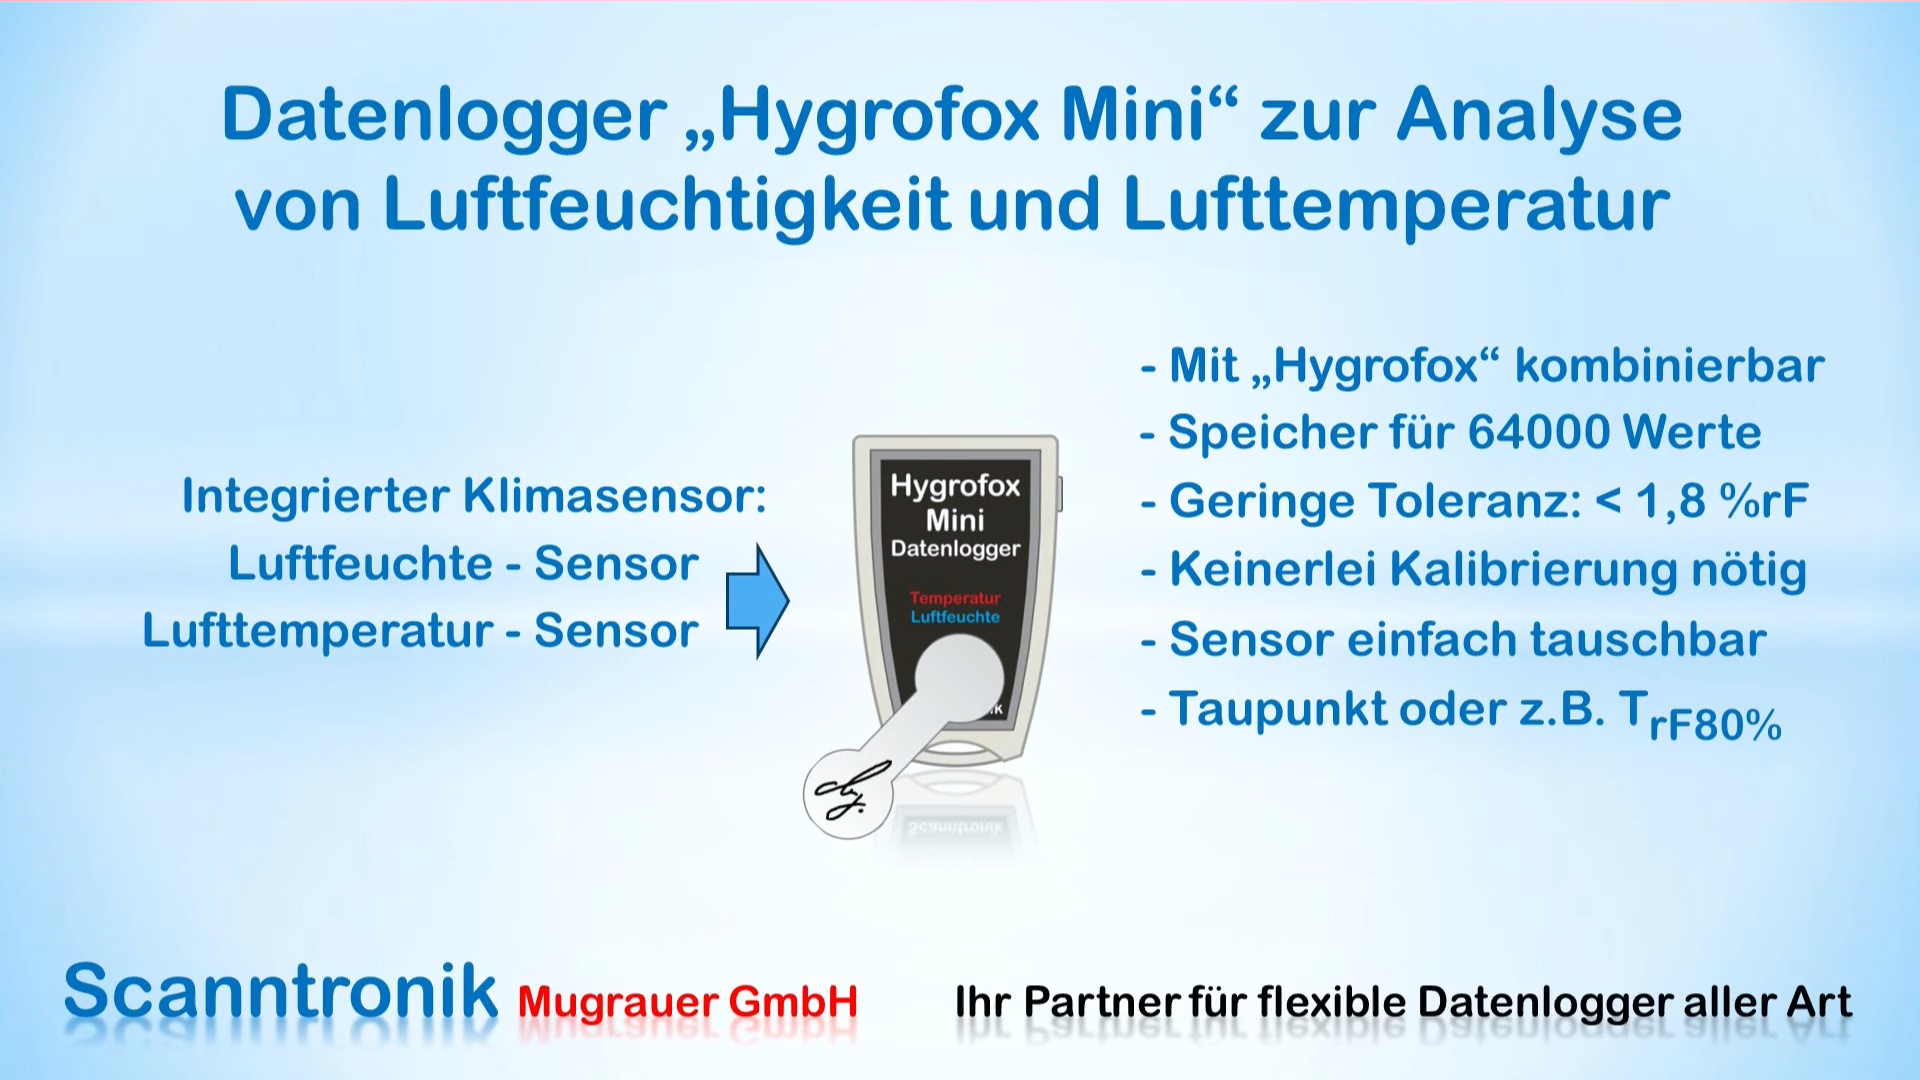 Datenlogger „Hygrofox Mini“ zur Analyse
von Luftfeuchtigkeit und Lufttemperatur
Integrierter Klimasensor:
Luftfeuchte - Sensor
Lufttemperatur - Sensor
Hygrofox
Mini
Datenlogger
Temperatur
Luftfeuchte
- Mit „Hygrofox“ kombinierbar
- Speicher für 64000 Werte
- Geringe Toleranz: < 1,8 %rF
- Keinerlei Kalibrierung nötig
- Sensor einfach tauschbar
- Taupunkt oder z.B. TrF80%
Scanntronik Mugrauer GmbH
Ihr Partner für flexible Datenlogger aller Art